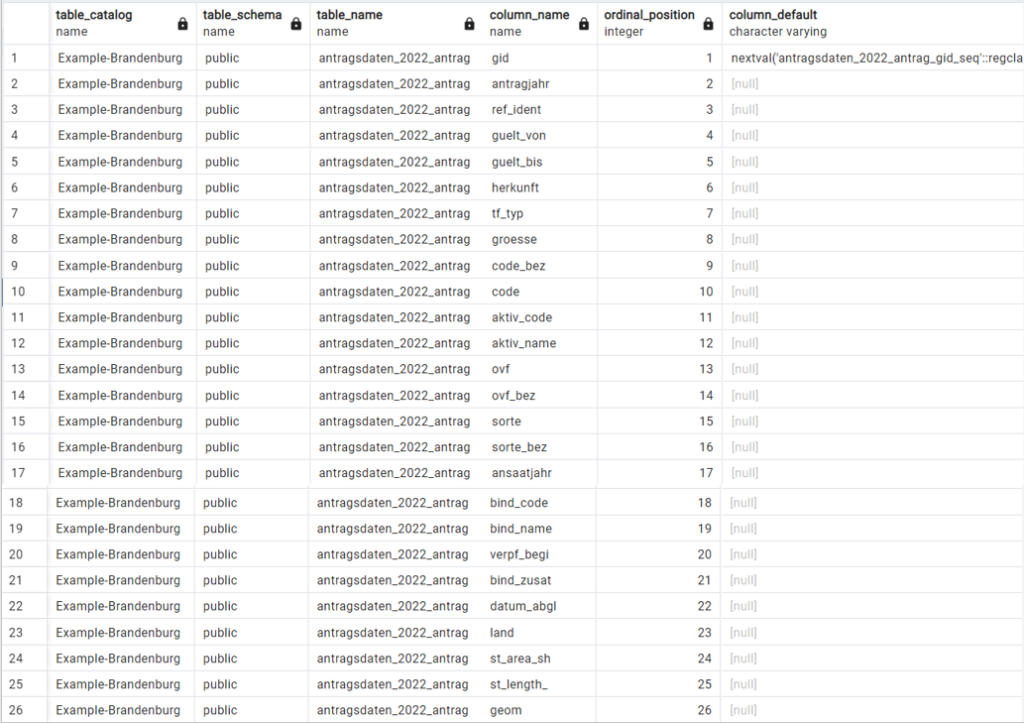 table_catalog table_schema table_name column_name ordinal_position column_default
name name name name integer character varying
1 Example-Brandenburg public antragsdaten_2022_antrag gid 1 nextval('antragsdaten_2022_antrag_gid_seq'::regcla
2 Example-Brandenburg public antragsdaten_2022_antrag antragjahr 2 [null]
3 Example-Brandenburg public antragsdaten_2022_antrag ref_ident 3 [null]
4 Example-Brandenburg public antragsdaten_2022_antrag guelt_von 4 [null]
5 Example-Brandenburg public antragsdaten_2022_antrag guelt_bis 5 [null]
6 Example-Brandenburg public antragsdaten_2022_antrag herkunft 6 [null]
7 Example-Brandenburg public antragsdaten_2022_antrag tf_typ 7 [null]
8 Example-Brandenburg public antragsdaten_2022_antrag groesse 8 [null]
9 Example-Brandenburg public antragsdaten_2022_antrag code_bez 9 [null]
10 Example-Brandenburg public antragsdaten_2022_antrag code 10 [null]
11 Example-Brandenburg public antragsdaten_2022_antrag aktiv_code 11 [null]
12 Example-Brandenburg public antragsdaten_2022_antrag aktiv_name 12 [null]
13 Example-Brandenburg public antragsdaten_2022_antrag ovf 13 [null]
14 Example-Brandenburg public antragsdaten_2022_antrag ovf_bez 14 [null]
15 Example-Brandenburg public antragsdaten_2022_antrag sorte 15 [null]
16 Example-Brandenburg public antragsdaten_2022_antrag sorte_bez 16 [null]
17 Example-Brandenburg public antragsdaten_2022_antrag ansaatjahr 17 [null]
18 Example-Brandenburg public antragsdaten_2022_antrag bind_code 18 [null]
19 Example-Brandenburg public antragsdaten_2022_antrag bind_name 19 [null]
20 Example-Brandenburg public antragsdaten_2022_antrag verpf_begi 20 [null]
21 Example-Brandenburg public antragsdaten_2022_antrag bind_zusat 21 [null]
22 Example-Brandenburg public antragsdaten_2022_antrag datum_abgl 22 [null]
23 Example-Brandenburg public antragsdaten_2022_antrag land 23 [null]
24 Example-Brandenburg public antragsdaten_2022_antrag st_area_sh 24 [null]
25 Example-Brandenburg public antragsdaten_2022_antrag st_length_ 25 [null]
26 Example-Brandenburg public antragsdaten_2022_antrag geom 26 [null]